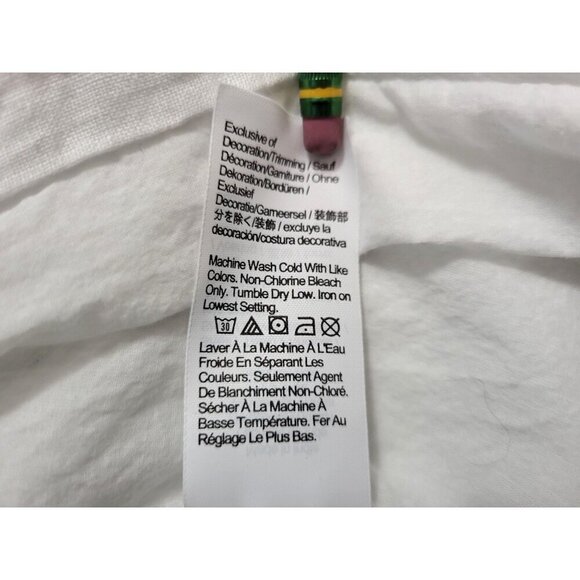 Exclusive of
Decoration/Trimming / Sauf
Décoration/Garniture / Ohne
Dekoration/Bordüren /
Exclusief
Decoratie/Garneersel / 装飾部
分を除く/装飾 / excluye la
decoración/costura decorativa
Machine Wash Cold With Like
Colors. Non-Chlorine Bleach
Only. Tumble Dry Low. Iron on
Lowest Setting.
30
Laver À La Machine À L'Eau
Froide En Séparant Les
Couleurs. Seulement Agent
De Blanchiment Non-Chloré.
Sécher À La Machine À
Basse Température. Fer Au
Réglage Le Plus Bas.